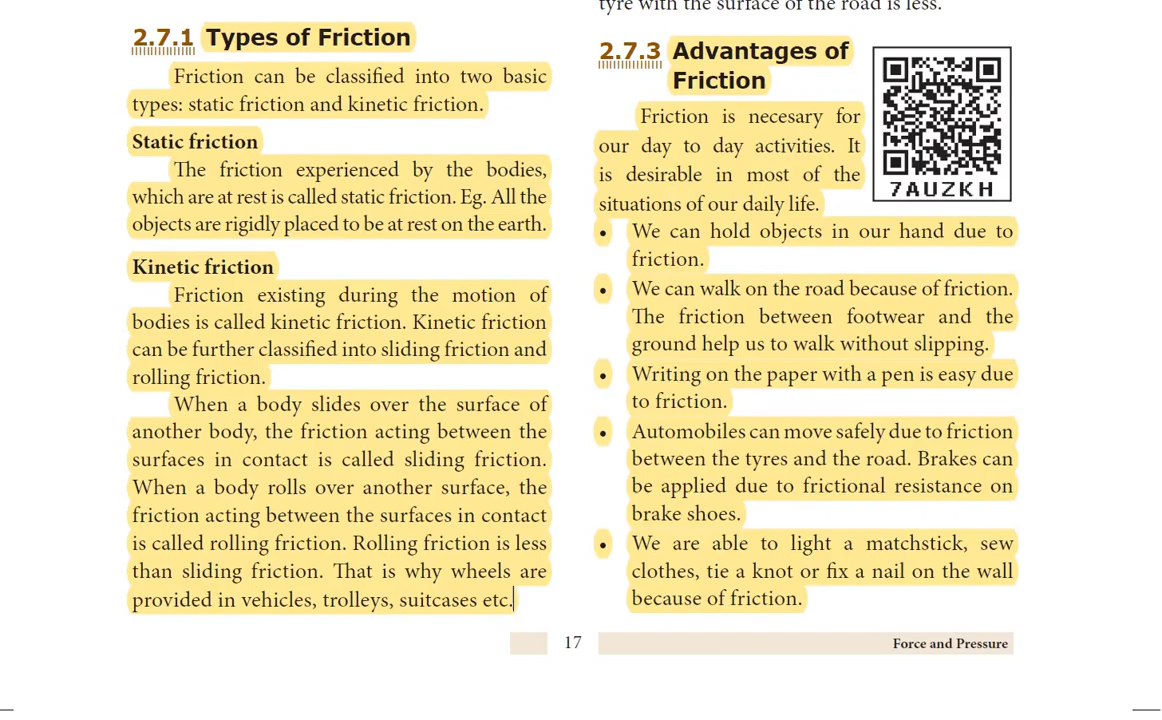 2.7.1 Types of Friction
Friction can be classified into two basic
types: static friction and kinetic friction.
Static friction
The friction experienced by the bodies,
which are at rest is called static friction. Eg. All the
objects are rigidly placed to be at rest on the earth.
Kinetic friction
Friction existing during the motion of
bodies is called kinetic friction. Kinetic friction
can be further classified into sliding friction and
rolling friction.
When a body slides over the surface of
another body, the friction acting between the
surfaces in contact is called sliding friction.
When a body rolls over another surface, the
friction acting between the surfaces in contact
is called rolling friction. Rolling friction is less
than sliding friction. That is why wheels are
provided in vehicles, trolleys, suitcases etc.
tyre with the surface of the road is less.
2.7.3 Advantages of
Friction
7AUZKH
Friction is necesary for
our day to day activities. It
is desirable in most of the
situations of our daily life.
• We can hold objects in our hand due to
friction.
• We can walk on the road because of friction.
The friction between footwear and the
ground help us to walk without slipping.
• Writing on the paper with a pen is easy due
to friction.
• Automobiles can move safely due to friction
between the tyres and the road. Brakes can
be applied due to frictional resistance on
brake shoes.
• We are able to light a matchstick, sew
clothes, tie a knot or fix a nail on the wall
because of friction.
17
Force and Pressure